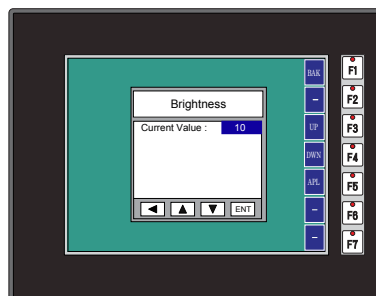 Brightness
Current Value : 10
ENT
BAK
–
UP
DWN
APL
–
–
F1
F2
F3
F4
F5
F6
F7